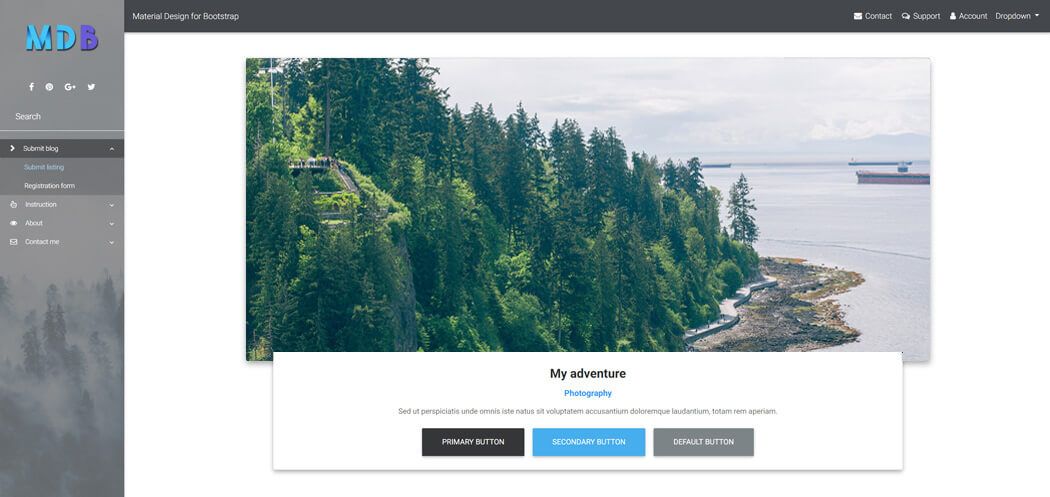 MDB
Material Design for Bootstrap
Contact Support Account Dropdown
Search
Submit blog
Submit listing
Registration form
Instruction
About
Contact me
My adventure
Photography
Sed ut perspiciatis unde omnis iste natus sit voluptatem accusantium doloremque laudantium, totam rem aperiam.
PRIMARY BUTTON SECONDARY BUTTON DEFAULT BUTTON